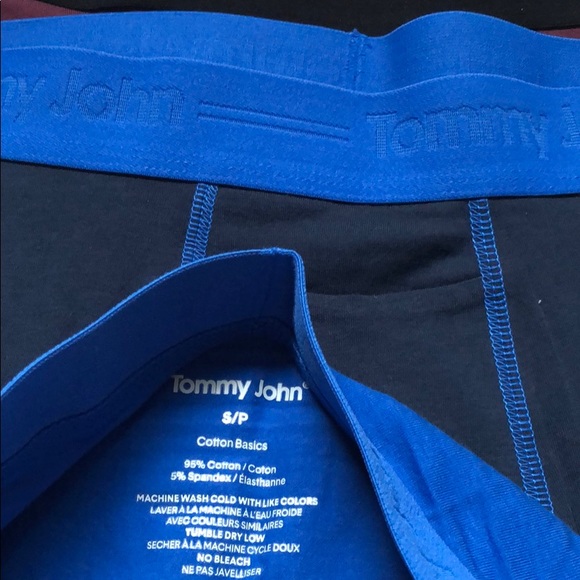 my John Tommy John
Tommy John®
S/P
Cotton Basics
95% Cotton / Coton
5% Spandex / Élasthanne
MACHINE WASH COLD WITH LIKE COLORS
LAVER À LA MACHINE À L'EAU FROIDE
AVEC COULEURS SIMILAIRES
TUMBLE DRY LOW
SECHER À LA MACHINE CYCLE DOUX
NO BLEACH
NE PAS JAVELLISER